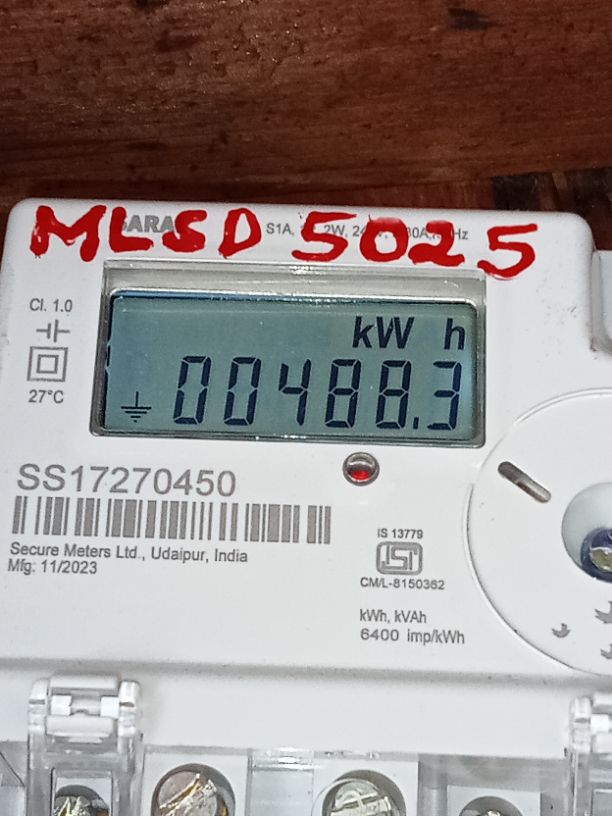 MLSD 5025
Cl. 1.0
27°C
kW h
00488.3
SS17270450
Secure Meters Ltd., Udaipur, India
Mfg: 11/2023
IS 13779
ISI
CM/L-8150362
kWh, kVAh
6400 imp/kWh